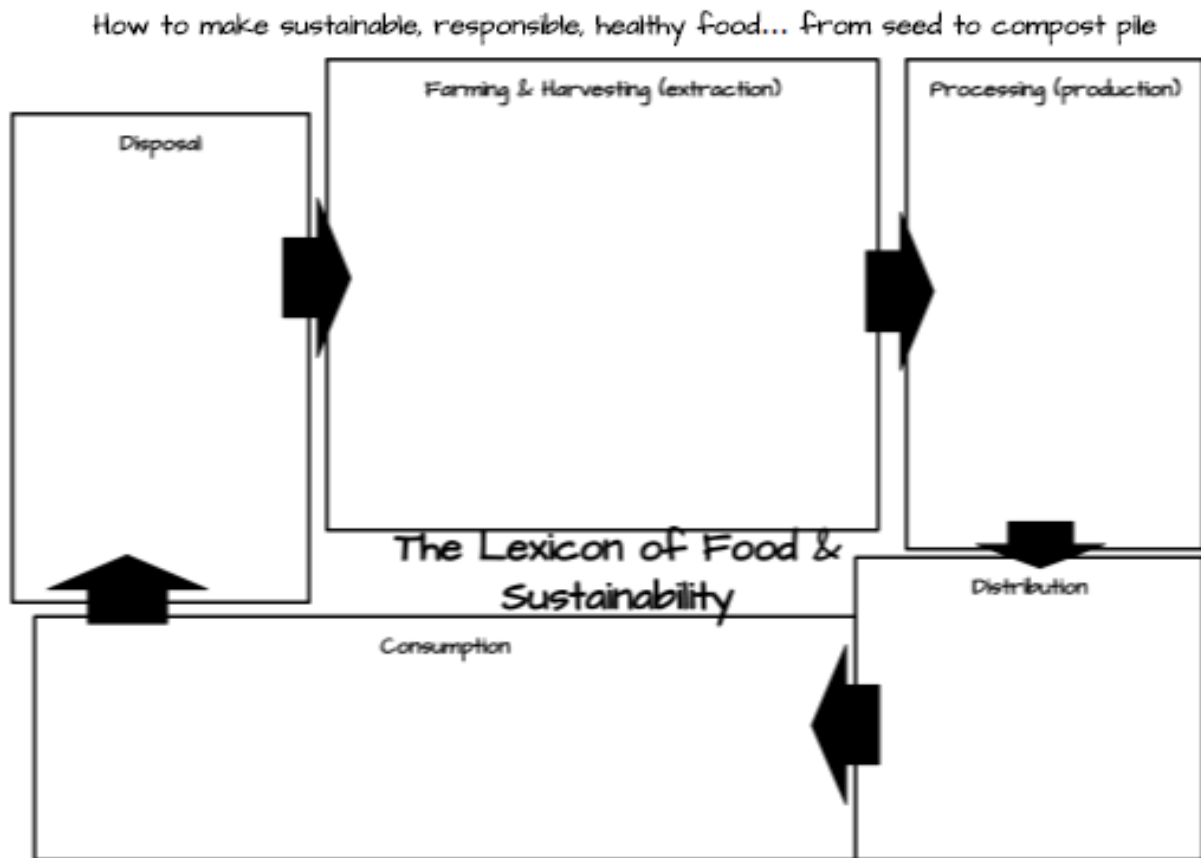 How to make sustainable, responsible, healthy food... from seed to compost pile
Farming & Harvesting (extraction)
Processing (production)
Disposal
The Lexicon of Food &
Sustainability
Distribution
Consumption